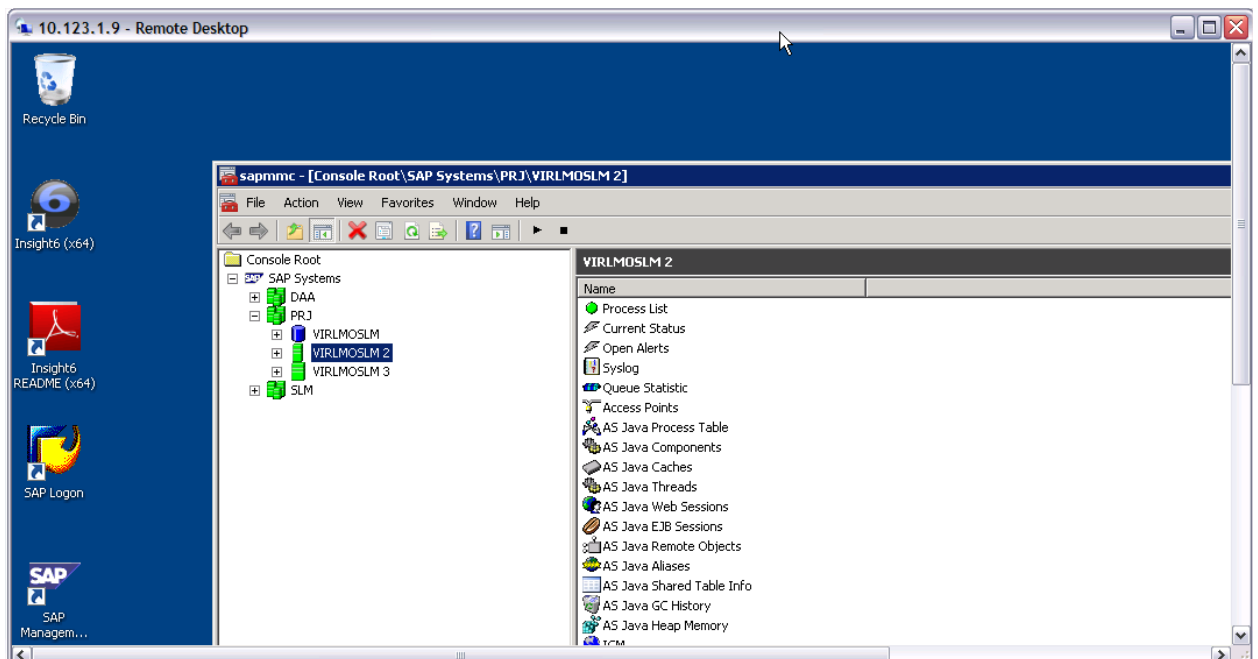 10.123.1.9 - Remote Desktop
Recycle Bin
Insight6 (x64)
Insight6
README (x64)
SAP Logon
SAP
SAP
Managem...
sapmmc - [Console Root\SAP Systems\PRJ\VIRLMOSLM 2]
File Action View Favorites Window Help
Console Root
SAP Systems
DAA
PRJ
VIRLMOSLM
VIRLMOSLM 2
VIRLMOSLM 3
SLM
VIRLMOSLM 2
Name
Process List
Current Status
Open Alerts
Syslog
Queue Statistic
Access Points
AS Java Process Table
AS Java Components
AS Java Caches
AS Java Threads
AS Java Web Sessions
AS Java EJB Sessions
AS Java Remote Objects
AS Java Aliases
AS Java Shared Table Info
AS Java GC History
AS Java Heap Memory
ICM